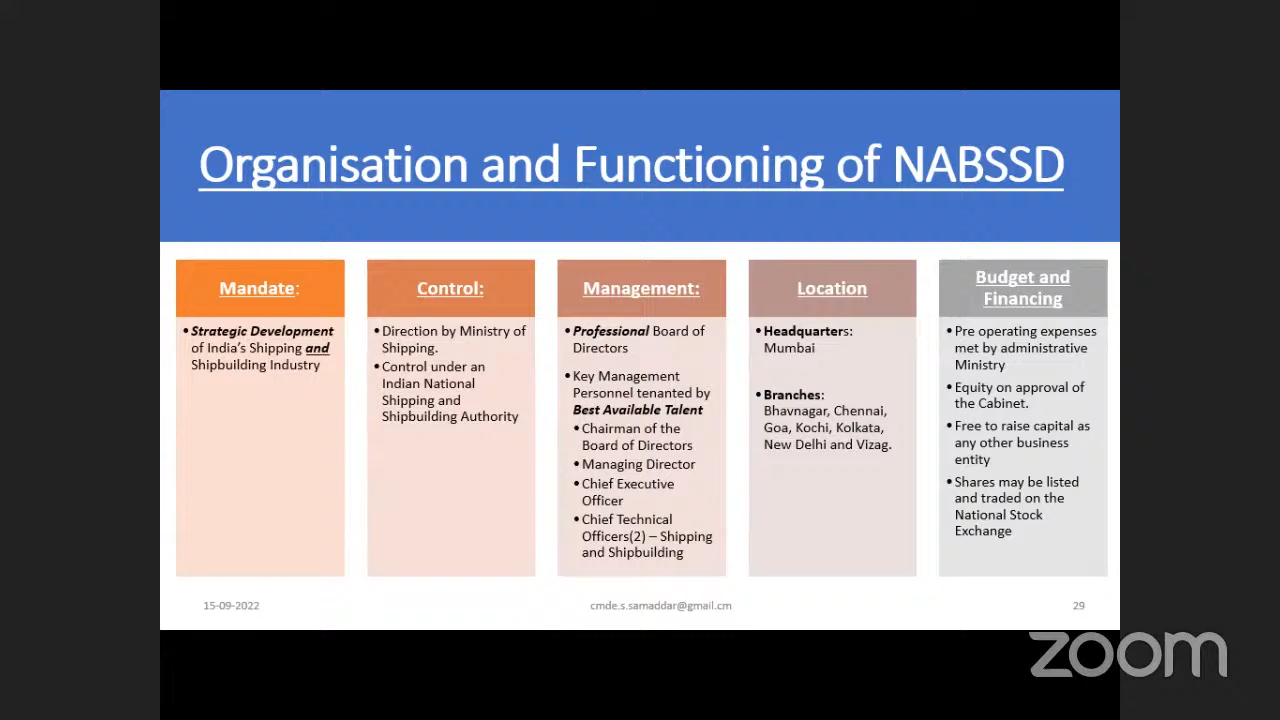 Organisation and Functioning of NABSSD
Mandate:
•Strategic Development
of India's Shipping and
Shipbuilding Industry
Control:
•Direction by Ministry of
Shipping.
•Control under an
Indian National
Shipping and
Shipbuilding Authority
Management:
•Professional Board of
Directors
•Key Management
Personnel tenanted by
Best Available Talent
•Chairman of the
Board of Directors
•Managing Director
•Chief Executive
Officer
•Chief Technical
Officers(2) – Shipping
and Shipbuilding
Location
•Headquarters:
Mumbai
•Branches:
Bhavnagar, Chennai,
Goa, Kochi, Kolkata,
New Delhi and Vizag.
Budget and
Financing
•Pre operating expenses
met by administrative
Ministry
•Equity on approval of
the Cabinet.
•Free to raise capital as
any other business
entity
•Shares may be listed
and traded on the
National Stock
Exchange
15-09-2022
cmde.s.samaddar@gmail.cm
29
zoom